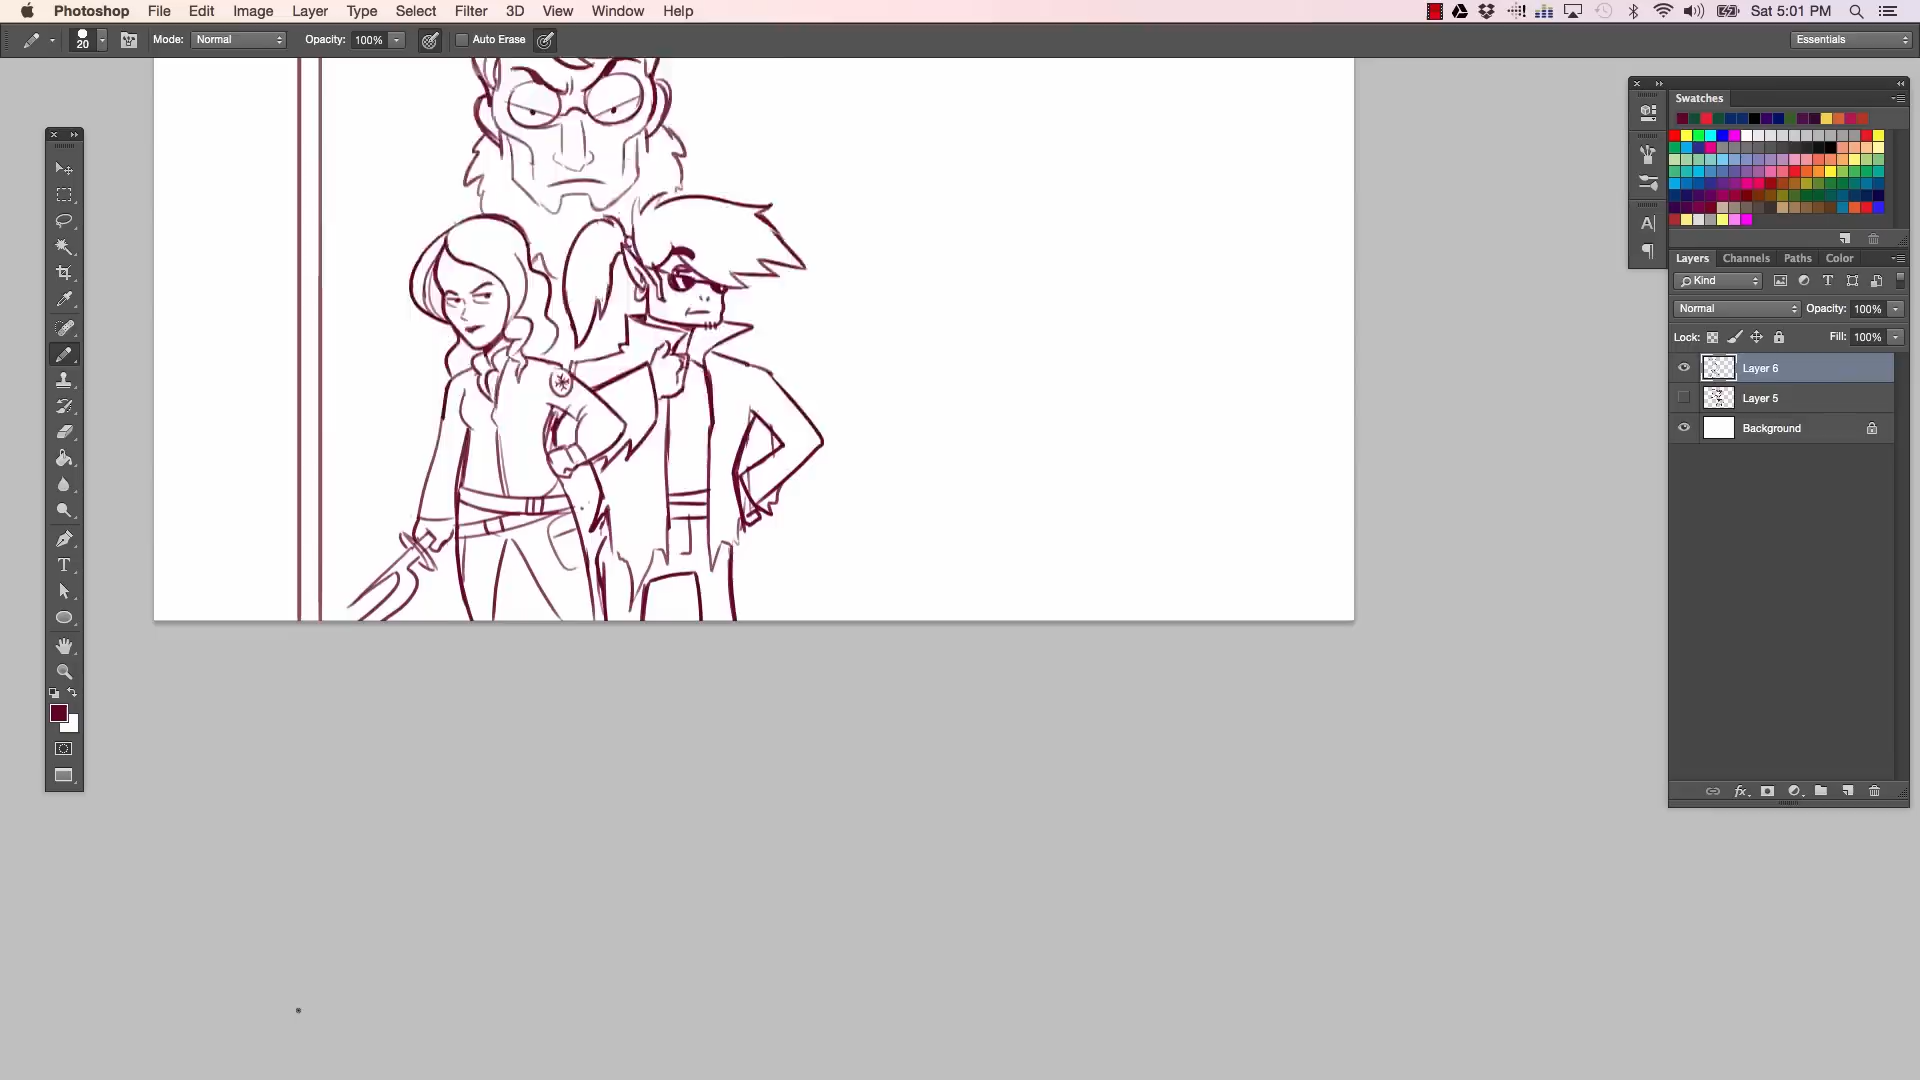 Photoshop File Edit Image Layer Type Select Filter 3D View Window Help Sat 5:01 PM
20 Mode: Normal Opacity: 100% Auto Erase Essentials
Swatches
Layers Channels Paths Color
Kind T
Normal Opacity: 100%
Lock: Fill: 100%
Layer 6
Layer 5
Background
fx
A
T